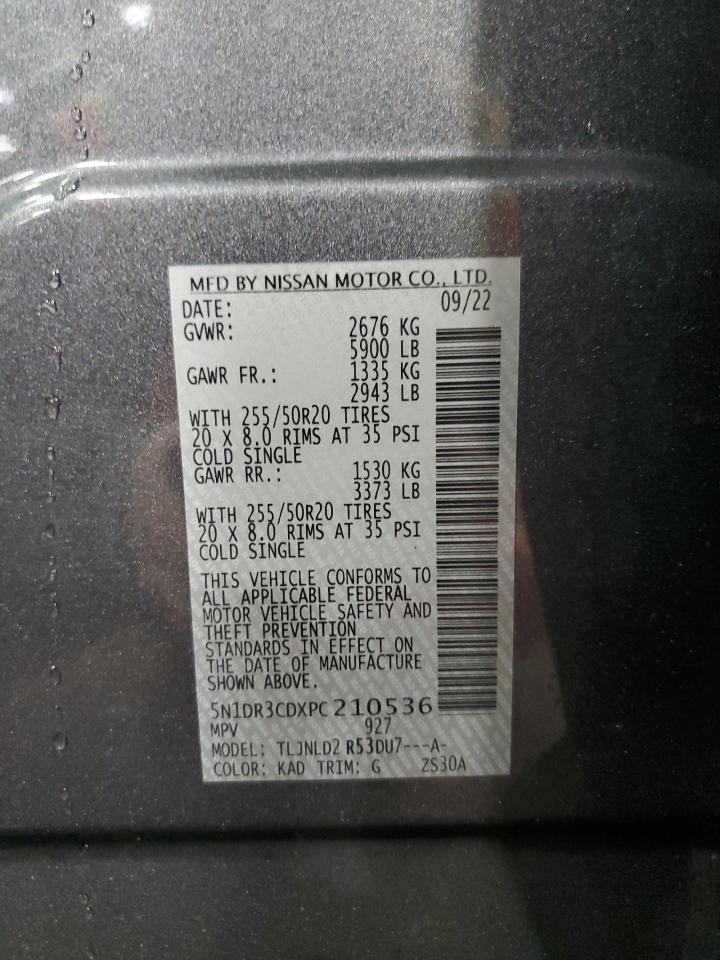 MFD BY NISSAN MOTOR CO., LTD.
DATE: 09/22
GVWR: 2676 KG
5900 LB
GAWR FR.: 1335 KG
2943 LB
WITH 255/50R20 TIRES
20 X 8.0 RIMS AT 35 PSI
COLD SINGLE
GAWR RR.: 1530 KG
3373 LB
WITH 255/50R20 TIRES
20 X 8.0 RIMS AT 35 PSI
COLD SINGLE
THIS VEHICLE CONFORMS TO
ALL APPLICABLE FEDERAL
MOTOR VEHICLE SAFETY AND
THEFT PREVENTION
STANDARDS IN EFFECT ON
THE DATE OF MANUFACTURE
SHOWN ABOVE.
5N1DR3CDXPC210536
MPV 927
MODEL: TLJNLD2 R53DU7---A-
COLOR: KAD TRIM: G ZS30A